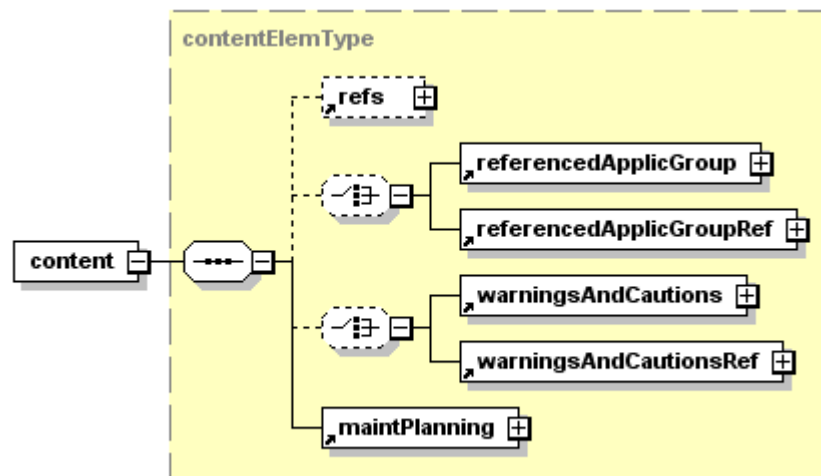 contentElemType
refs
referencedApplicGroup
referencedApplicGroupRef
content
warningsAndCautions
warningsAndCautionsRef
maintPlanning